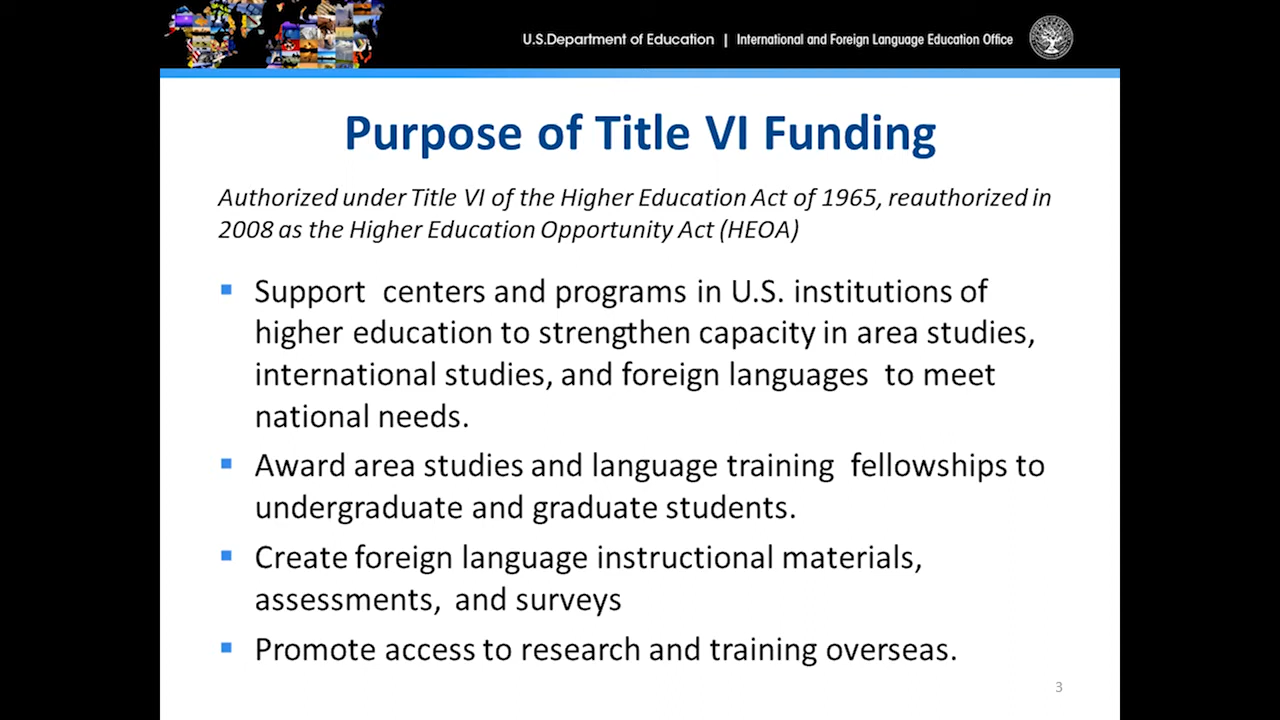 U.S.Department of Education | International and Foreign Language Education Office
Purpose of Title VI Funding
Authorized under Title VI of the Higher Education Act of 1965, reauthorized in
2008 as the Higher Education Opportunity Act (HEOA)
▪ Support centers and programs in U.S. institutions of
higher education to strengthen capacity in area studies,
international studies, and foreign languages to meet
national needs.
▪ Award area studies and language training fellowships to
undergraduate and graduate students.
▪ Create foreign language instructional materials,
assessments, and surveys
▪ Promote access to research and training overseas.
3